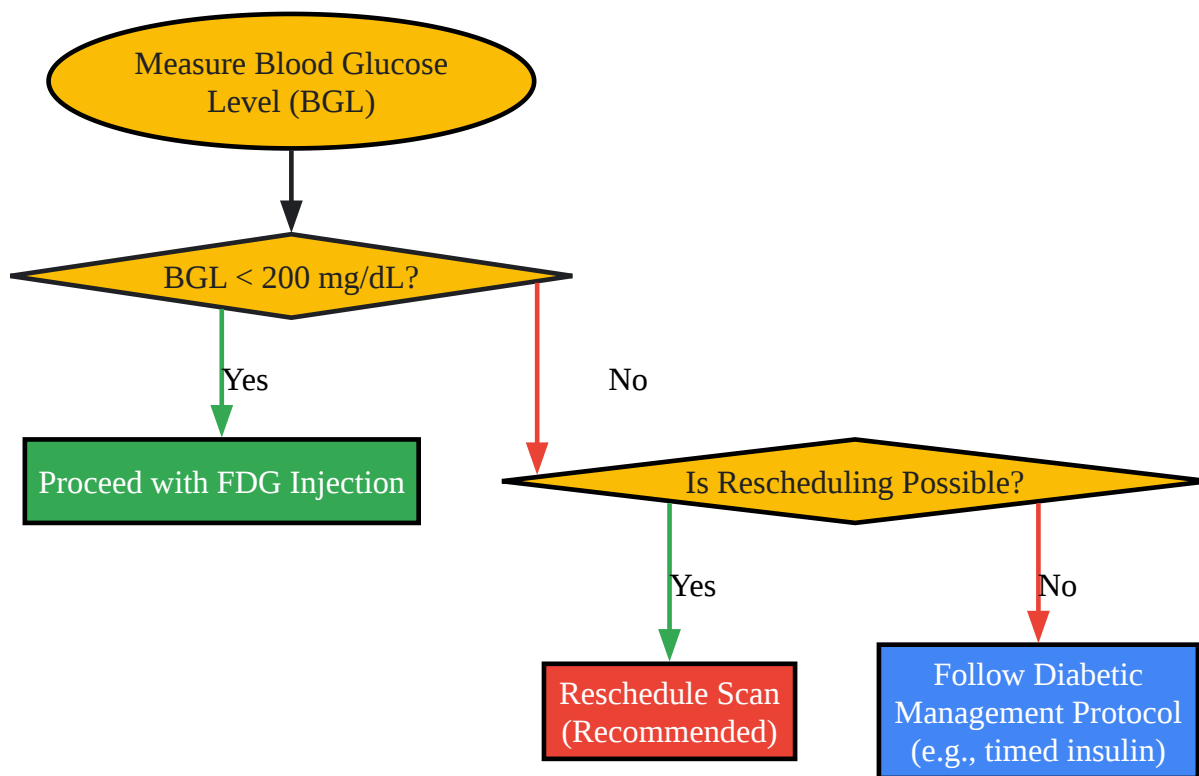 Measure Blood Glucose
Level (BGL)
BGL < 200 mg/dL?
Yes
No
Proceed with FDG Injection
Is Rescheduling Possible?
Yes
No
Reschedule Scan
(Recommended)
Follow Diabetic
Management Protocol
(e.g., timed insulin)